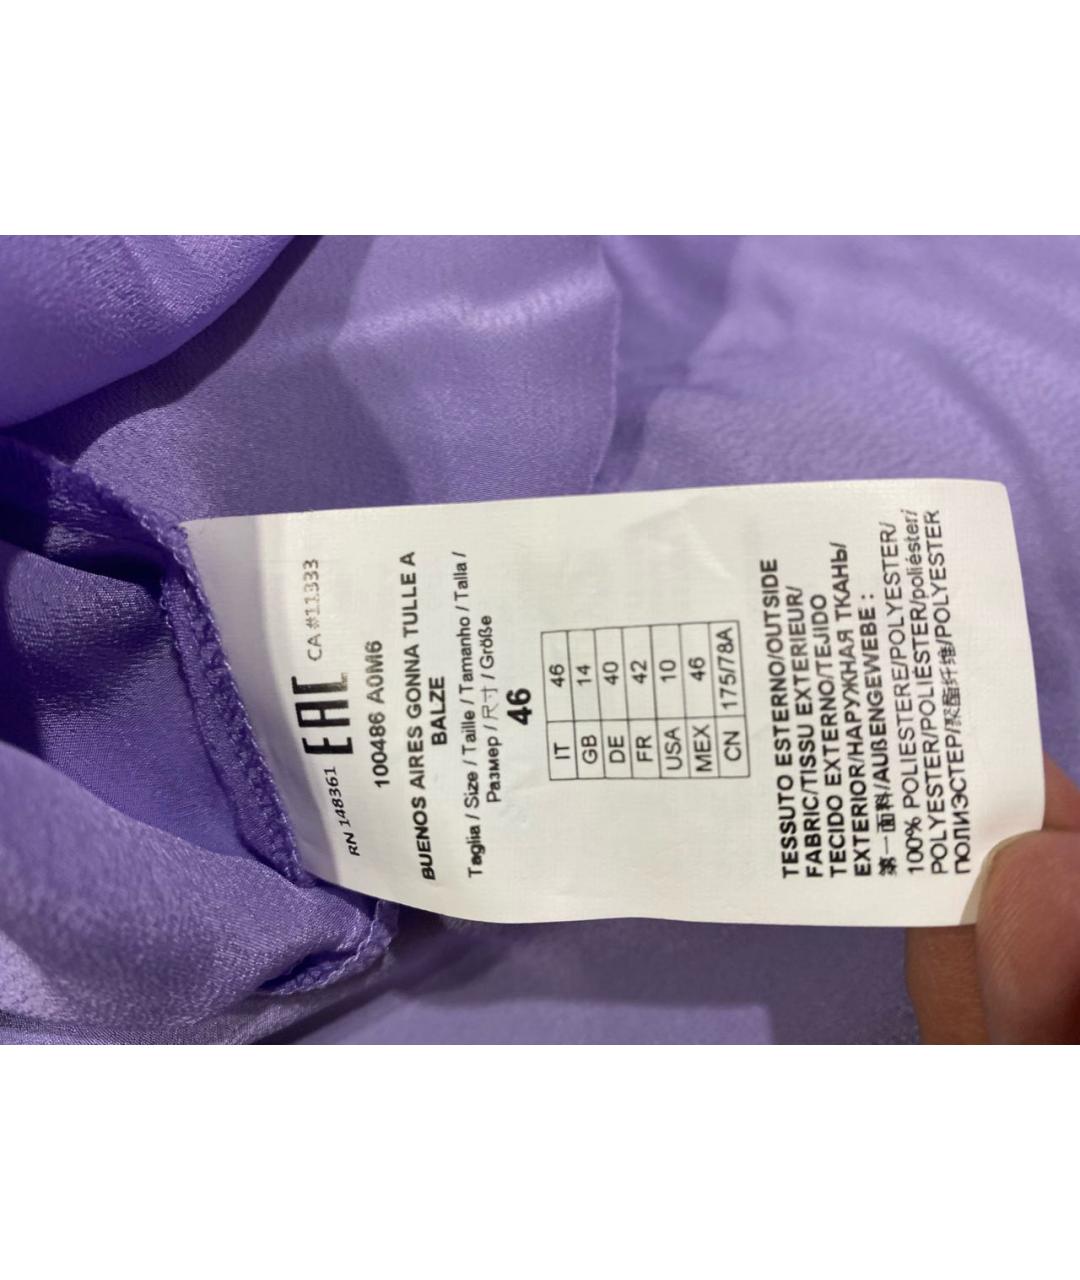 RN 148361 EAC CA #11333
100486 A0M6
BUENOS AIRES GONNA TULLE A
BALZE
Taglia / Size / Taille / Tamanho / Talla /
Размер / 尺寸 / Größe
46
IT 46
GB 14
DE 40
FR 42
USA 10
MEX 46
CN 175/78A
TESSUTO ESTERNO/OUTSIDE
FABRIC/TISSU EXTERIEUR/
TECIDO EXTERNO/TEJIDO
EXTERIOR/НАРУЖНАЯ ТКАНЬ/
第一面料/AUßENGEWEBE :
100% POLIESTERE/POLYESTER/
POLYESTER/POLIÉSTER/poliéster/
ПОЛИЭСТЕР/聚酯纤维/POLYESTER